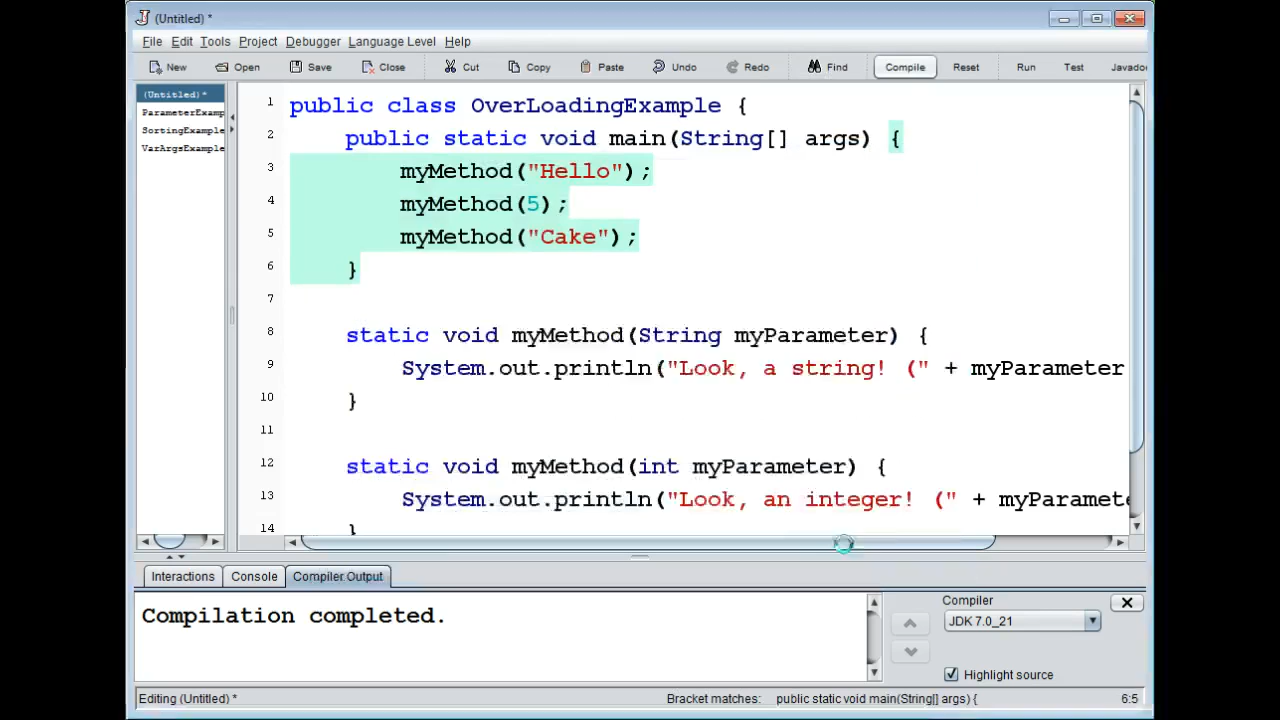 (Untitled) *
File Edit Tools Project Debugger Language Level Help
New Open Save Close Cut Copy Paste Undo Redo Find Compile Reset Run Test Javado
(Untitled)*
ParameterExamp
SortingExample
VarArgsExample
1 public class OverLoadingExample {
2 public static void main(String[] args) {
3 myMethod("Hello");
4 myMethod(5);
5 myMethod("Cake");
6 }
7
8 static void myMethod(String myParameter) {
9 System.out.println("Look, a string! (" + myParameter
10 }
11
12 static void myMethod(int myParameter) {
13 System.out.println("Look, an integer! (" + myParamete
14 }
Interactions Console Compiler Output
Compilation completed.
Compiler
JDK 7.0_21
Highlight source
Editing (Untitled) * Bracket matches: public static void main(String[] args) { 6:5